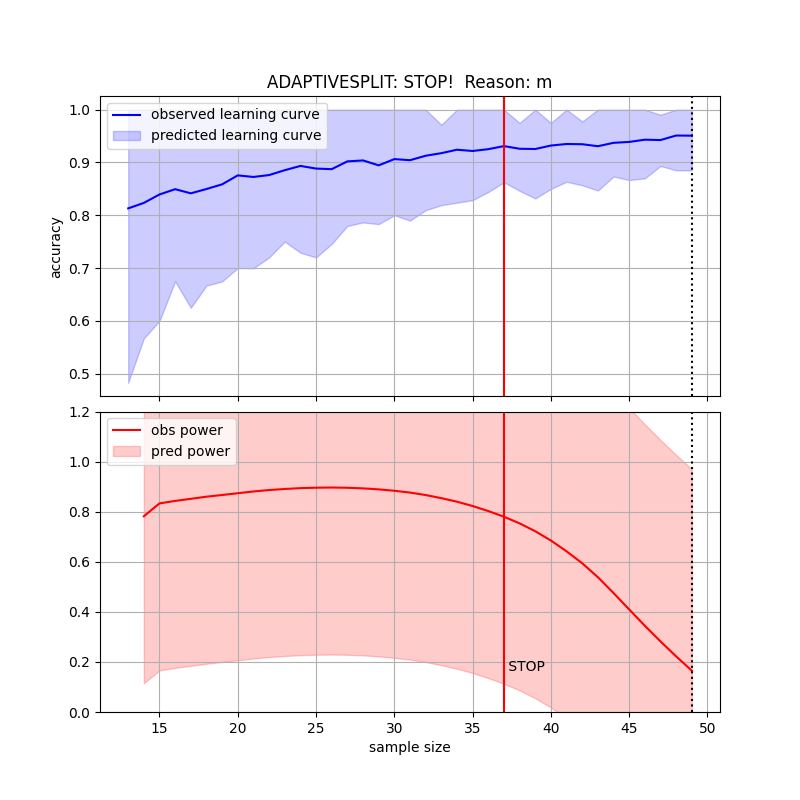 ADAPTIVESPLIT: STOP!  Reason: m
observed learning curve
predicted learning curve
1.0
0.9
0.8
0.7
0.6
0.5
accuracy
obs power
pred power
1.2
1.0
0.8
0.6
0.4
0.2
0.0
STOP
15 20 25 30 35 40 45 50
sample size